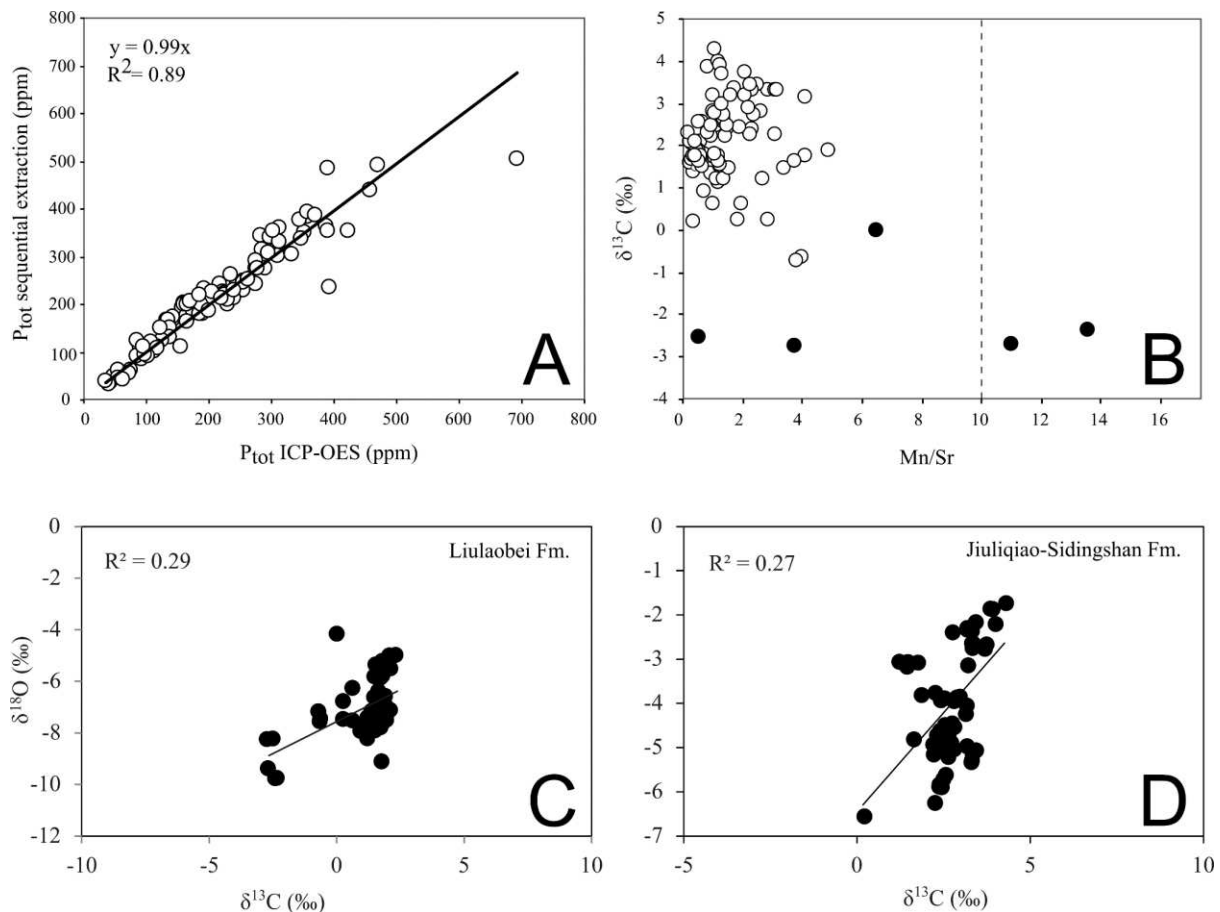 800
700
600
500
400
300
200
100
0
y = 0.99x
R2 = 0.89
Ptot sequential extraction (ppm)
A
0 100 200 300 400 500 600 700 800
Ptot ICP-OES (ppm)
5
4
3
2
1
0
-1
-2
-3
-4
δ13C (‰)
B
0 2 4 6 8 10 12 14 16
Mn/Sr
0
-2
-4
-6
-8
-10
-12
R² = 0.29
Liulaobei Fm.
δ18O (‰)
C
-10 -5 0 5 10
δ13C (‰)
0
-1
-2
-3
-4
-5
-6
-7
R² = 0.27
Jiuliqiao-Sidingshan Fm.
D
-5 0 5 10
δ13C (‰)